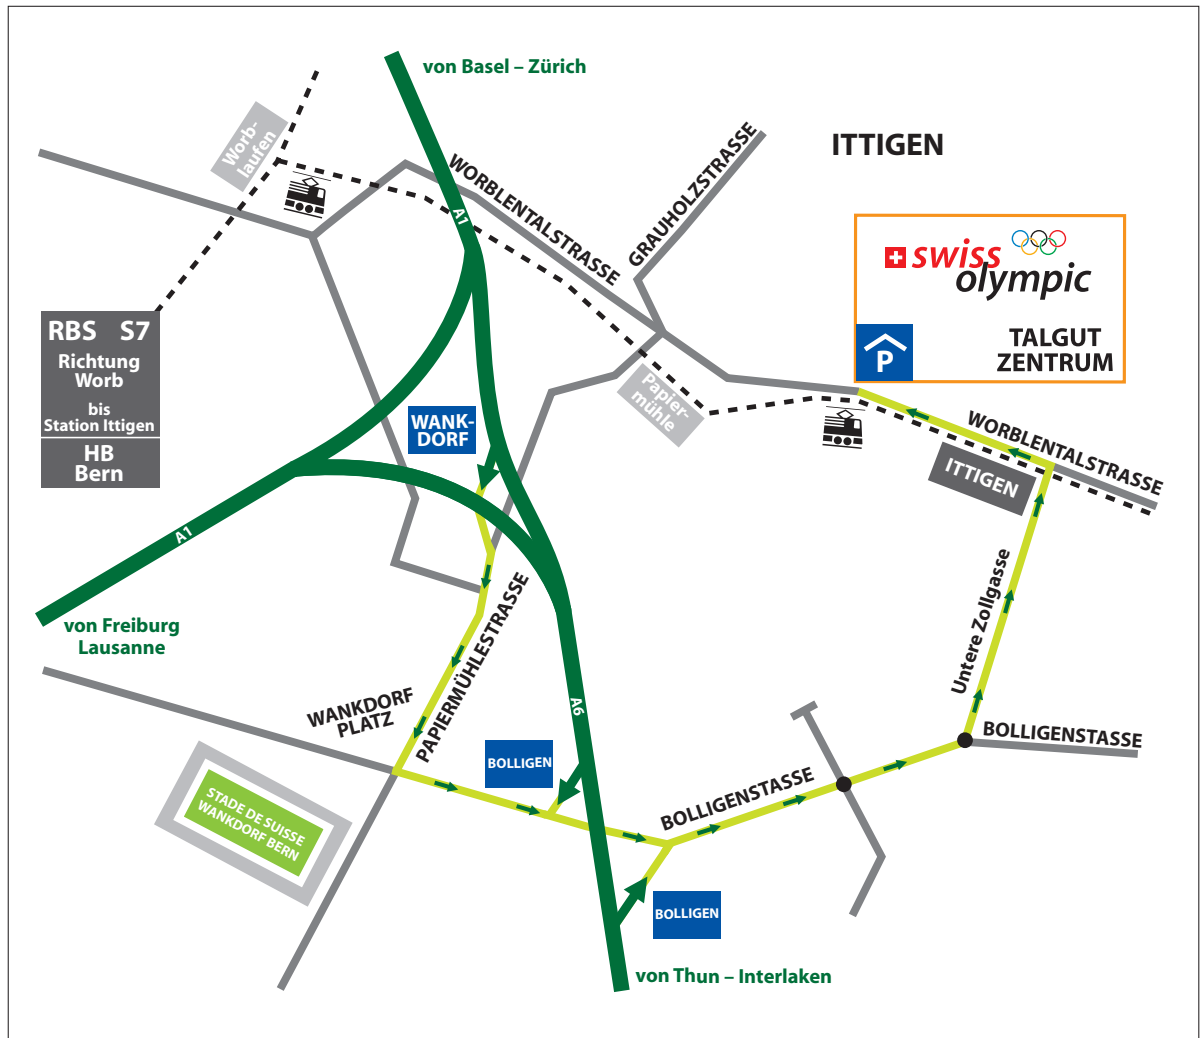 von Basel – Zürich
ITTIGEN
Worb-
laufen
WORBLENTALSTRASSE
GRAUHOLZSTRASSE
A1
swiss
olympic
TALGUT
ZENTRUM
P
RBS S7
Richtung
Worb
bis
Station Ittigen
HB
Bern
Papier-
mühle
WANK-
DORF
WORBLENTALSTRASSE
ITTIGEN
A1
von Freiburg
Lausanne
PAPIERMÜHLESTRASSE
Untere Zollgasse
WANKDORF
PLATZ
A6
BOLLIGEN
BOLLIGENSTASSE
BOLLIGENSTASSE
STADE DE SUISSE
WANKDORF BERN
BOLLIGEN
von Thun – Interlaken